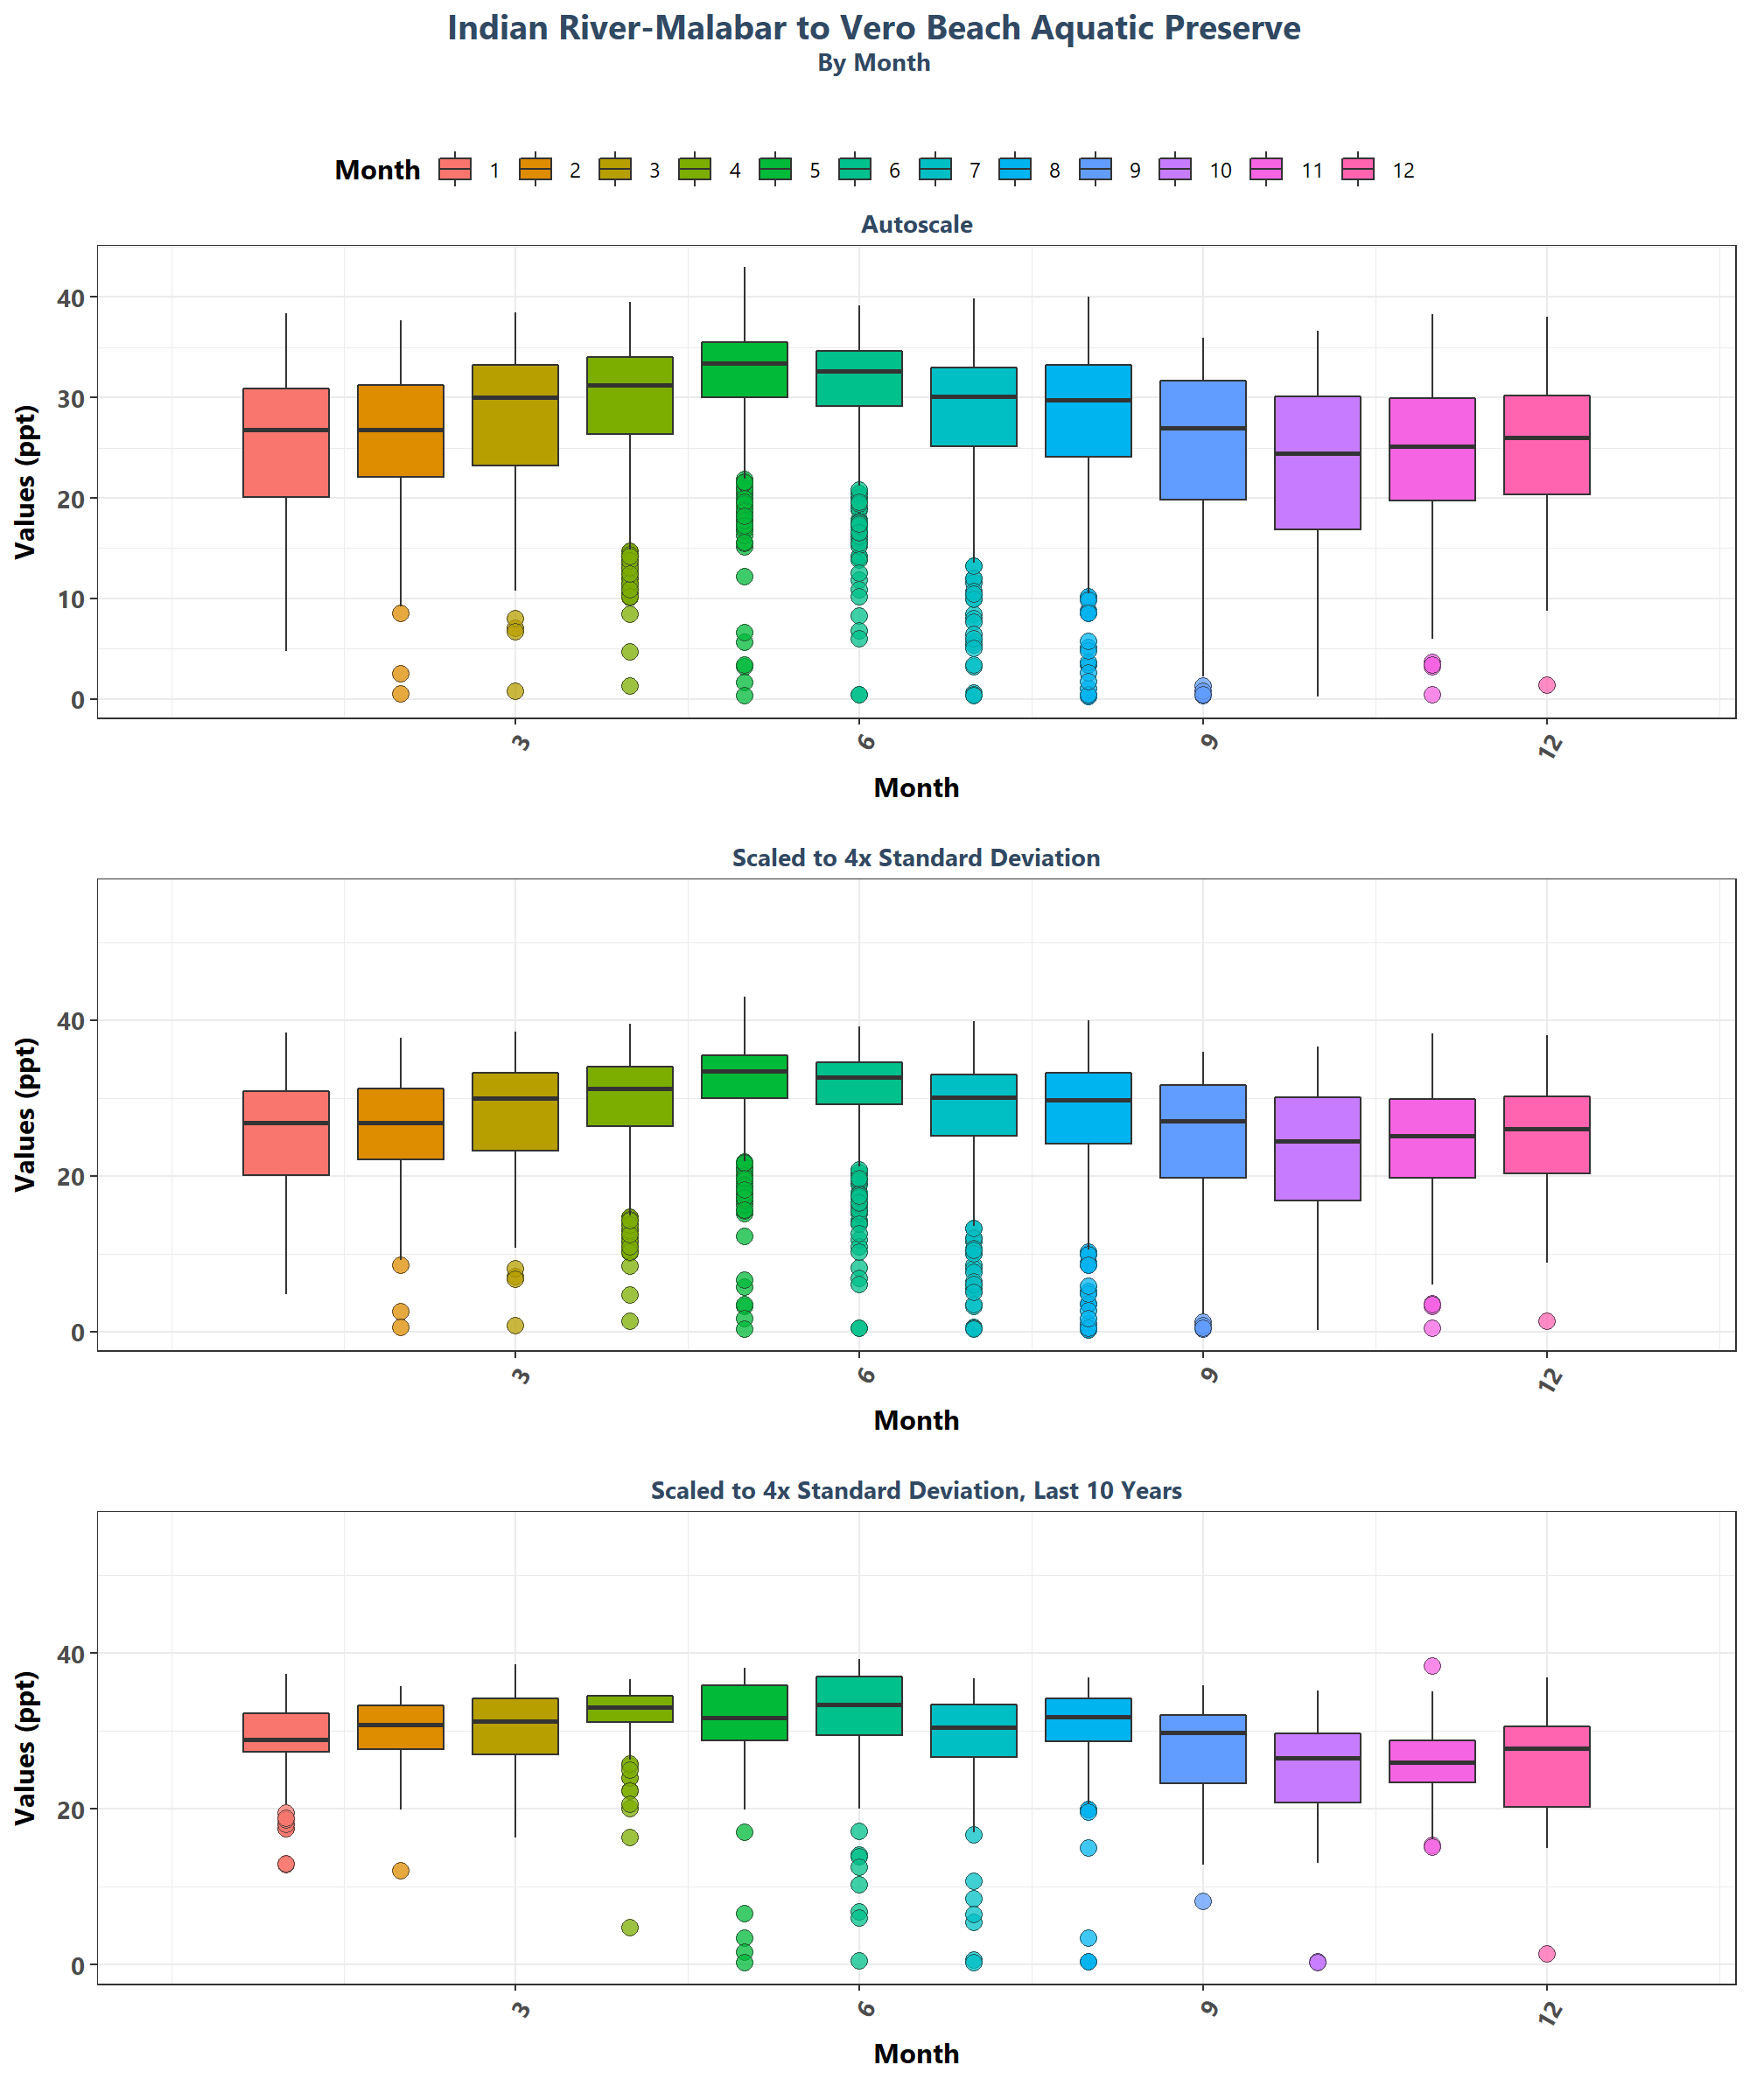 Indian River-Malabar to Vero Beach Aquatic Preserve
By Month
Month 1 2 3 4 5 6 7 8 9 10 11 12
Autoscale
Values (ppt)
40
30
20
10
0
3 6 9 12
Month
Scaled to 4x Standard Deviation
Values (ppt)
40
20
0
3 6 9 12
Month
Scaled to 4x Standard Deviation, Last 10 Years
Values (ppt)
40
20
0
3 6 9 12
Month